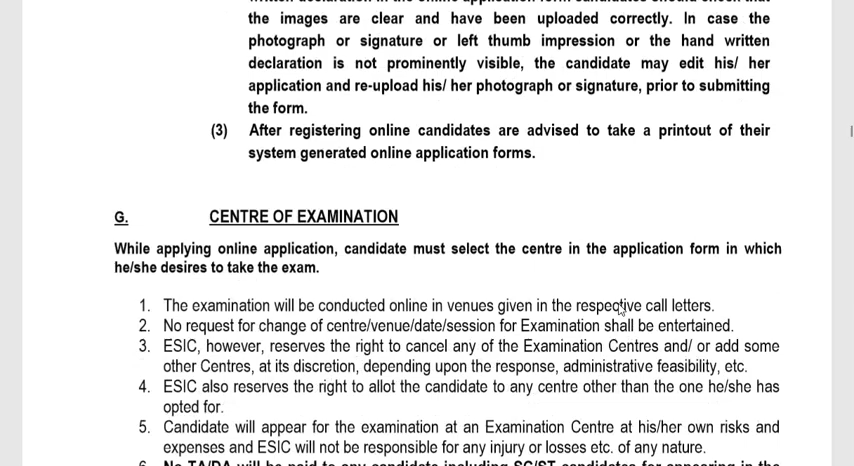 the images are clear and have been uploaded correctly. In case the
photograph or signature or left thumb impression or the hand written
declaration is not prominently visible, the candidate may edit his/ her
application and re-upload his/ her photograph or signature, prior to submitting
the form.
(3) After registering online candidates are advised to take a printout of their
system generated online application forms.
G. CENTRE OF EXAMINATION
While applying online application, candidate must select the centre in the application form in which
he/she desires to take the exam.
1. The examination will be conducted online in venues given in the respective call letters.
2. No request for change of centre/venue/date/session for Examination shall be entertained.
3. ESIC, however, reserves the right to cancel any of the Examination Centres and/ or add some
other Centres, at its discretion, depending upon the response, administrative feasibility, etc.
4. ESIC also reserves the right to allot the candidate to any centre other than the one he/she has
opted for.
5. Candidate will appear for the examination at an Examination Centre at his/her own risks and
expenses and ESIC will not be responsible for any injury or losses etc. of any nature.